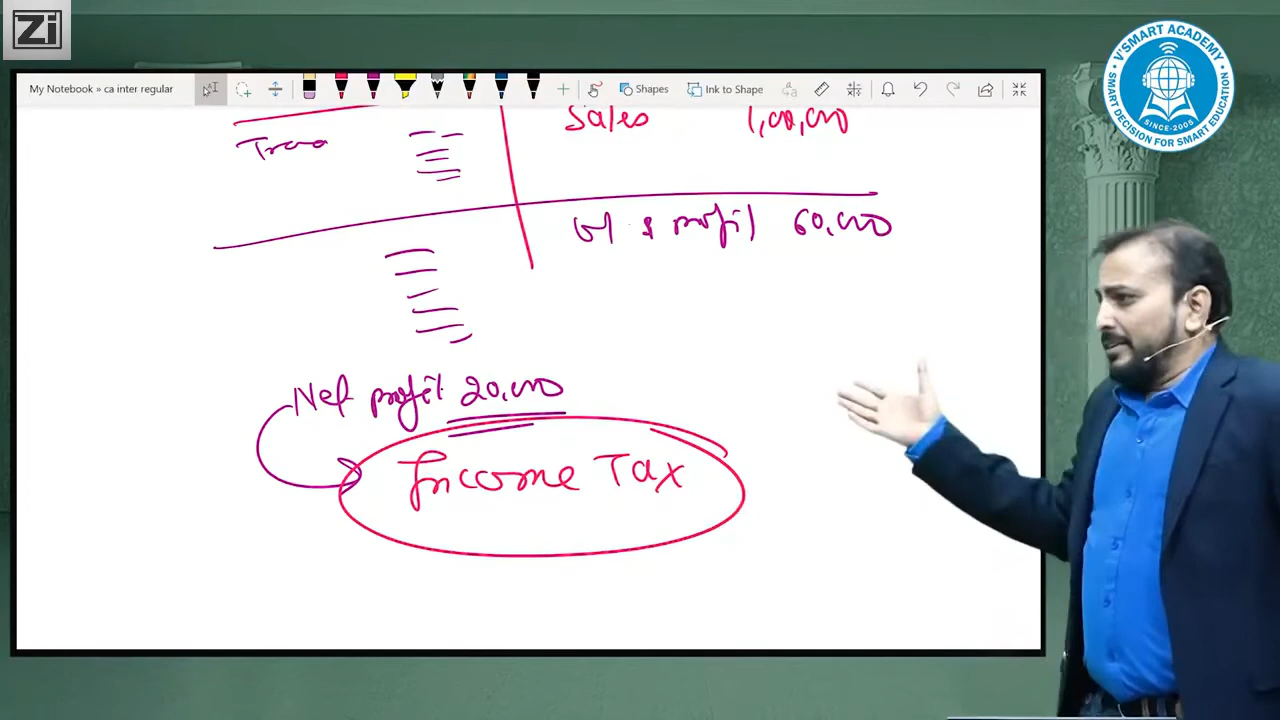 Zi
V'SMART ACADEMY
SMART DECISION FOR SMART EDUCATION
SINCE-2005
My Notebook » ca inter regular
Shapes
Ink to Shape
Sales 1,00,000
profit 60,000
Net profit 20,000
Income Tax